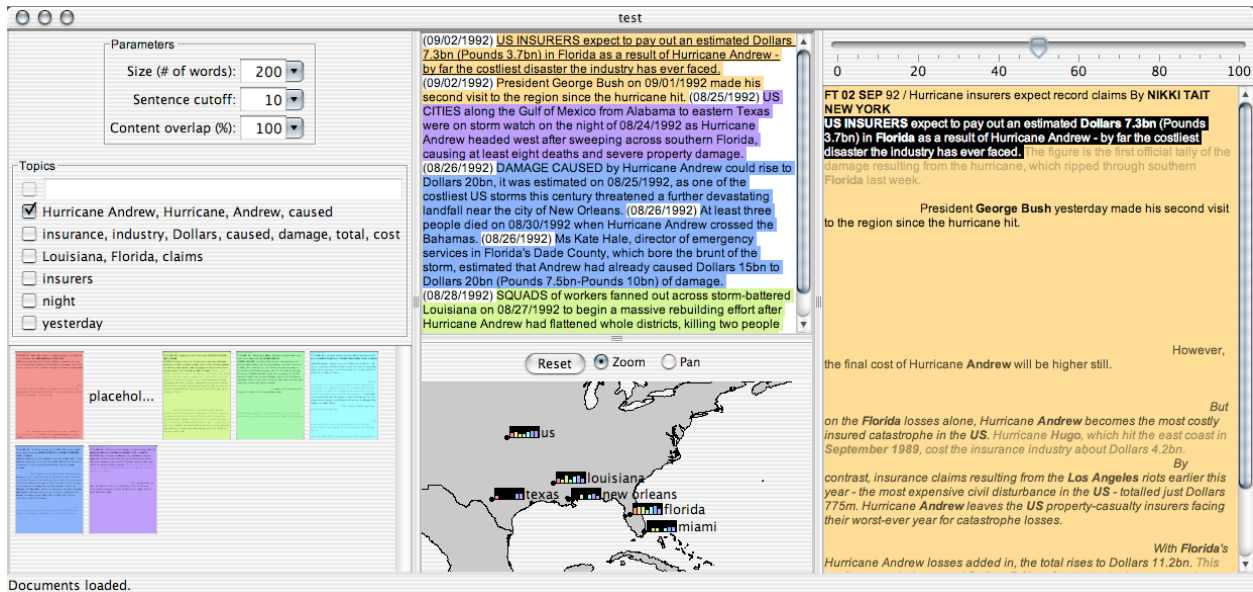 test
Parameters
Size (# of words): 200
Sentence cutoff: 10
Content overlap (%): 100
Topics
Hurricane Andrew, Hurricane, Andrew, caused
insurance, industry, Dollars, caused, damage, total, cost
Louisiana, Florida, claims
insurers
night
yesterday
placehol...
(09/02/1992) US INSURERS expect to pay out an estimated Dollars
7.3bn (Pounds 3.7bn) in Florida as a result of Hurricane Andrew -
by far the costliest disaster the industry has ever faced.
(09/02/1992) President George Bush on 09/01/1992 made his
second visit to the region since the hurricane hit. (08/25/1992) US
CITIES along the Gulf of Mexico from Alabama to eastern Texas
were on storm watch on the night of 08/24/1992 as Hurricane
Andrew headed west after sweeping across southern Florida,
causing at least eight deaths and severe property damage.
(08/26/1992) DAMAGE CAUSED by Hurricane Andrew could rise to
Dollars 20bn, it was estimated on 08/25/1992, as one of the
costliest US storms this century threatened a further devastating
landfall near the city of New Orleans. (08/26/1992) At least three
people died on 08/30/1992 when Hurricane Andrew crossed the
Bahamas. (08/26/1992) Ms Kate Hale, director of emergency
services in Florida's Dade County, which bore the brunt of the
storm, estimated that Andrew had already caused Dollars 15bn to
Dollars 20bn (Pounds 7.5bn-Pounds 10bn) of damage.
(08/28/1992) SQUADS of workers fanned out across storm-battered
Louisiana on 08/27/1992 to begin a massive rebuilding effort after
Hurricane Andrew had flattened whole districts, killing two people
Reset Zoom Pan
us
louisiana
texas new orleans
florida
miami
0 20 40 60 80 100
FT 02 SEP 92 / Hurricane insurers expect record claims By NIKKI TAIT
NEW YORK
US INSURERS expect to pay out an estimated Dollars 7.3bn (Pounds
3.7bn) in Florida as a result of Hurricane Andrew - by far the costliest
disaster the industry has ever faced. The figure is the first official tally of the
damage resulting from the hurricane, which ripped through southern
Florida last week.
President George Bush yesterday made his second visit
to the region since the hurricane hit.
However,
the final cost of Hurricane Andrew will be higher still.
But
on the Florida losses alone, Hurricane Andrew becomes the most costly
insured catastrophe in the US. Hurricane Hugo, which hit the east coast in
September 1989, cost the insurance industry about Dollars 4.2bn.
By
contrast, insurance claims resulting from the Los Angeles riots earlier this
year - the most expensive civil disturbance in the US - totalled just Dollars
775m. Hurricane Andrew leaves the US property-casualty insurers facing
their worst-ever year for catastrophe losses.
With Florida's
Hurricane Andrew losses added in, the total rises to Dollars 11.2bn. This
Documents loaded.